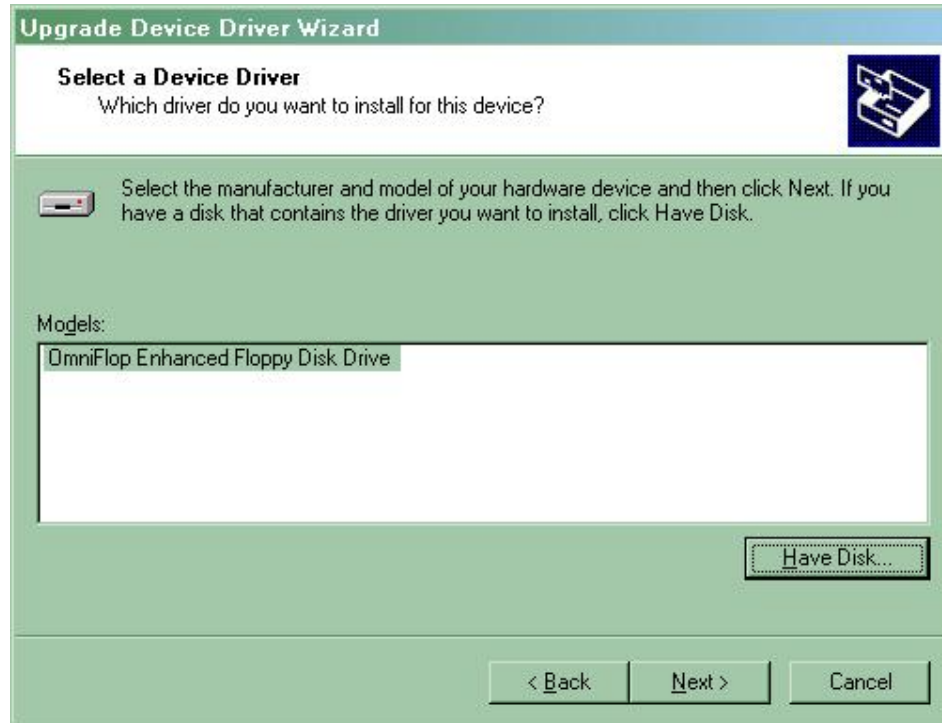 Upgrade Device Driver Wizard
Select a Device Driver
Which driver do you want to install for this device?
Select the manufacturer and model of your hardware device and then click Next. If you
have a disk that contains the driver you want to install, click Have Disk.
Models:
OmniFlop Enhanced Floppy Disk Drive
Have Disk...
< Back Next > Cancel